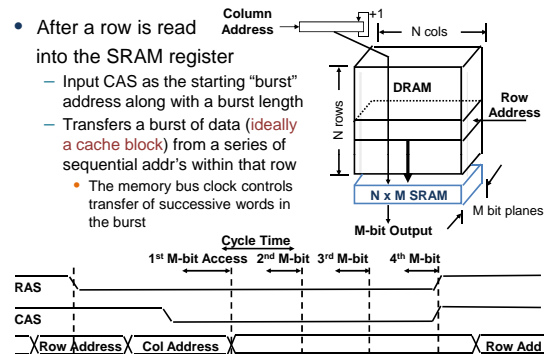 • After a row is read
into the SRAM register
– Input CAS as the starting “burst”
address along with a burst length
– Transfers a burst of data (ideally
a cache block) from a series of
sequential addr’s within that row
• The memory bus clock controls
transfer of successive words in
the burst
Column
Address
+1
N cols
DRAM
N rows
Row
Address
N x M SRAM
M bit planes
M-bit Output
Cycle Time
1st M-bit Access
2nd M-bit
3rd M-bit
4th M-bit
RAS
CAS
Row Address
Col Address
Row Add